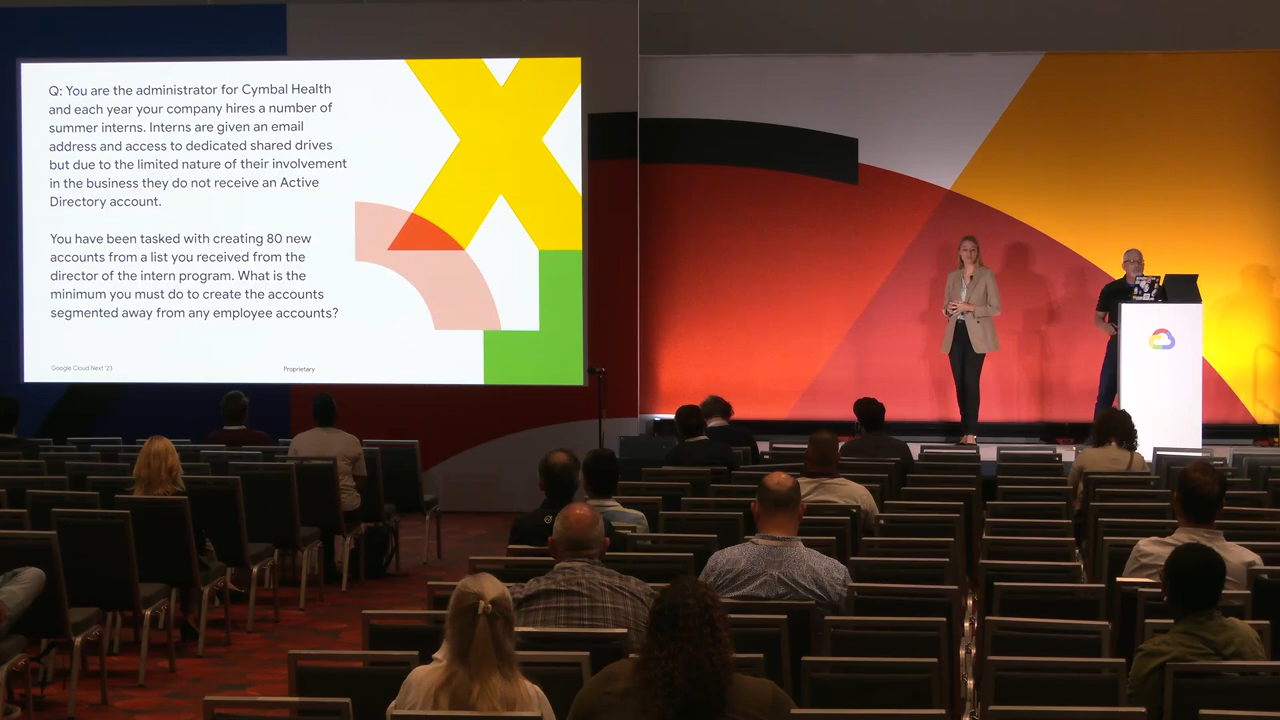 Q: You are the administrator for Cymbal Health
and each year your company hires a number of
summer interns. Interns are given an email
address and access to dedicated shared drives
but due to the limited nature of their involvement
in the business they do not receive an Active
Directory account.
You have been tasked with creating 80 new
accounts from a list you received from the
director of the intern program. What is the
minimum you must do to create the accounts
segmented away from any employee accounts?
Google Cloud Next '23
Proprietary